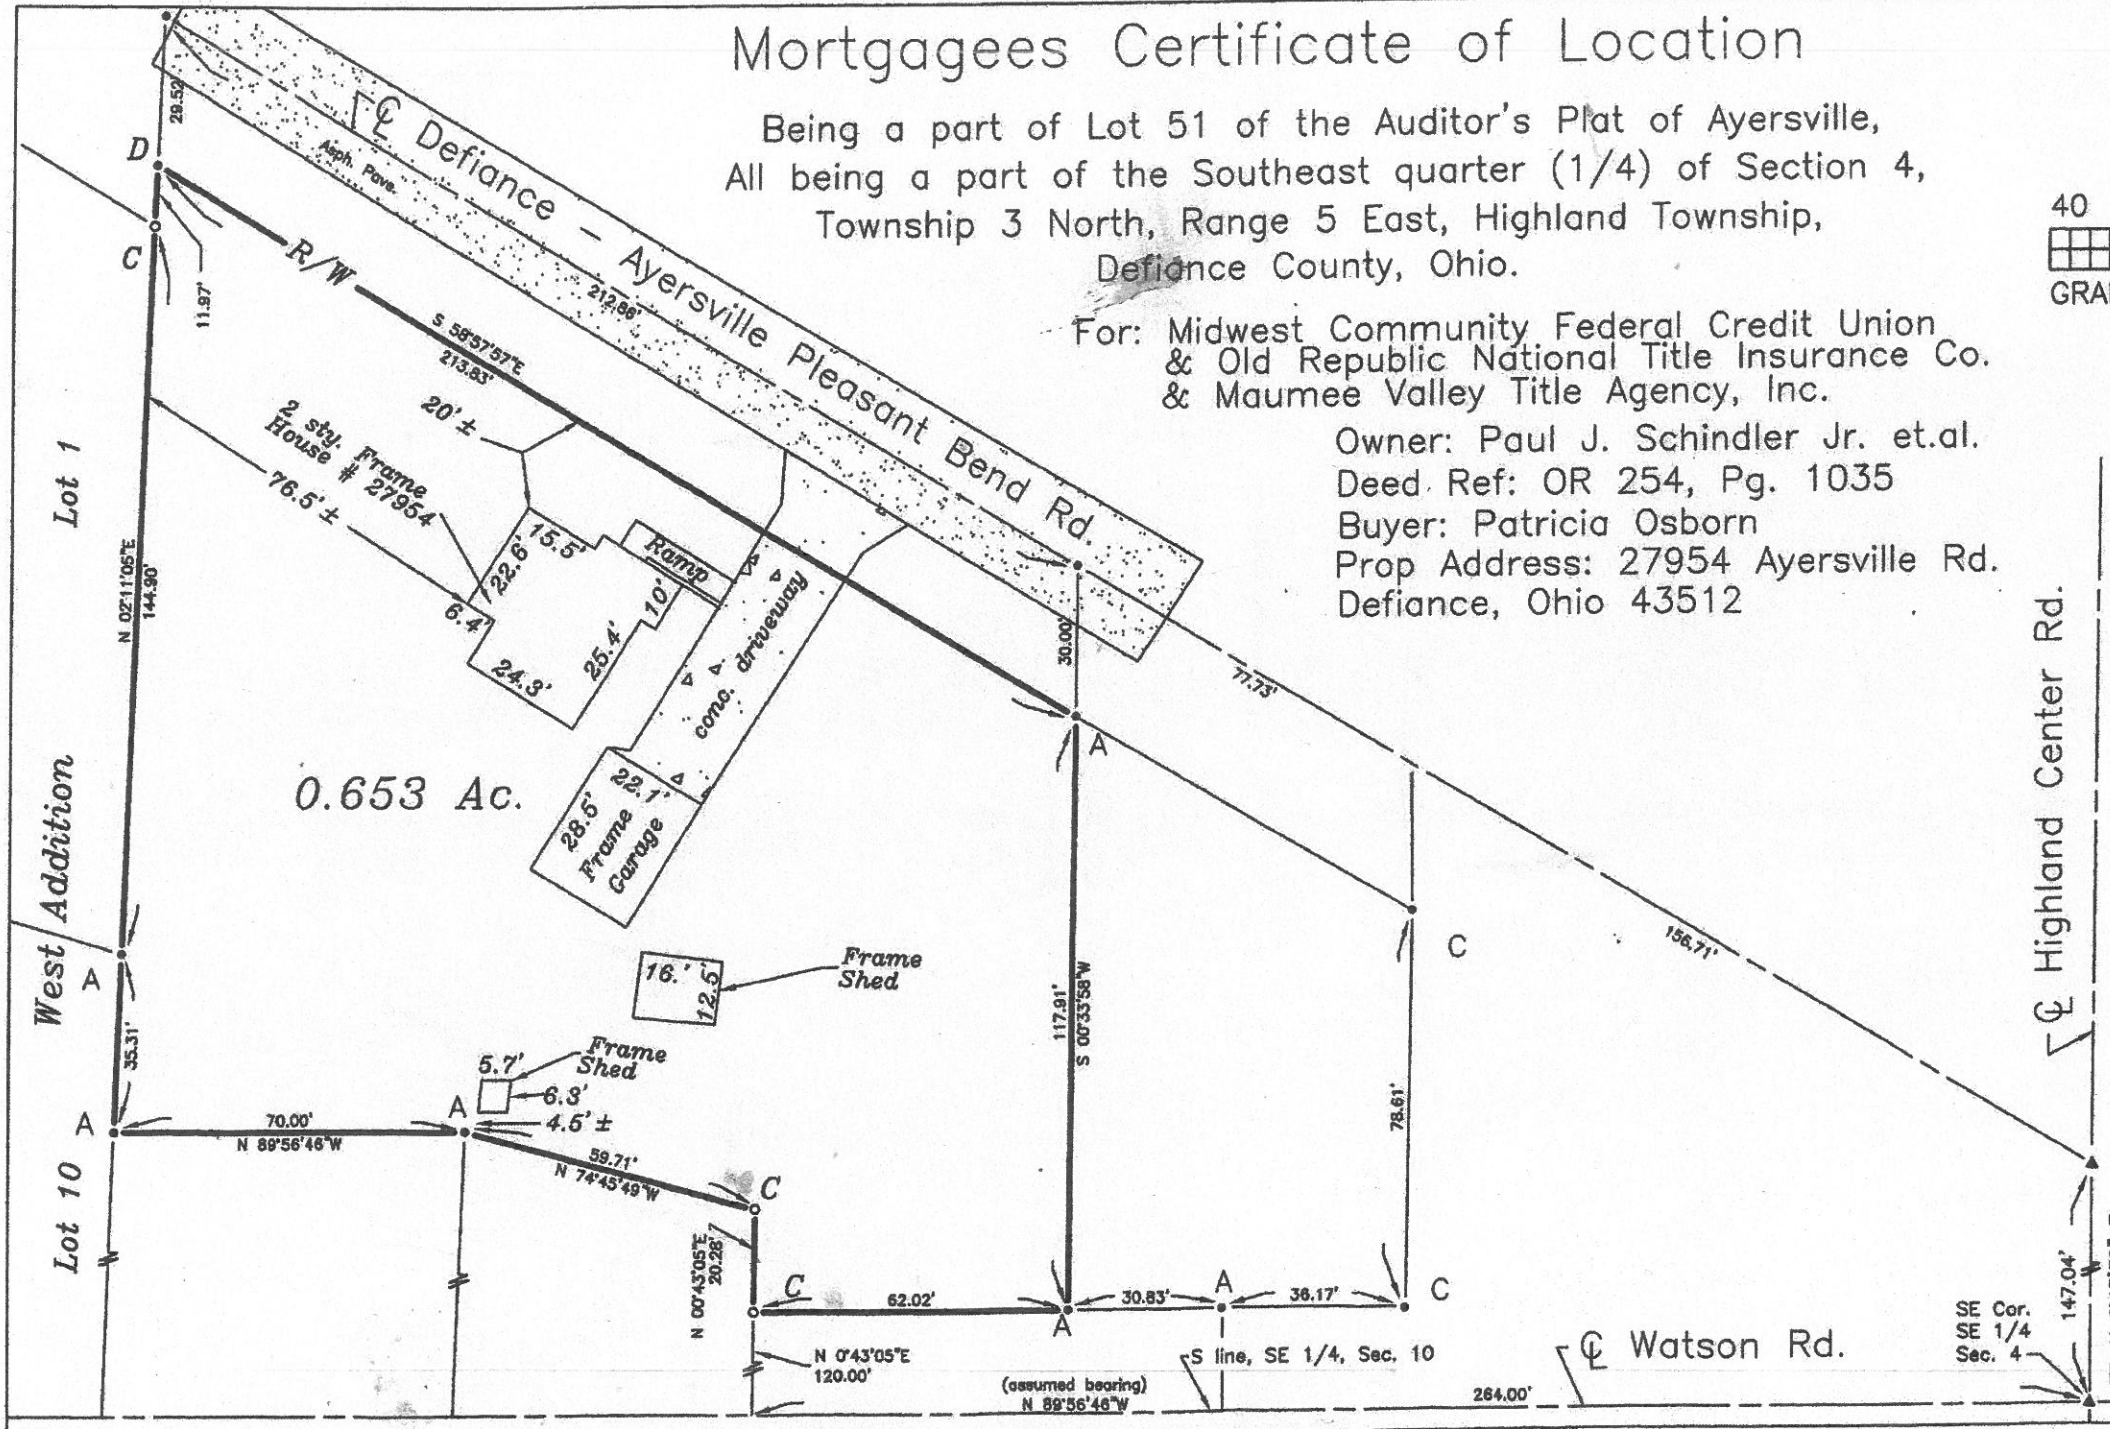 Mortgagees Certificate of Location
Being a part of Lot 51 of the Auditor's Plat of Ayersville,
All being a part of the Southeast quarter (1/4) of Section 4,
Township 3 North, Range 5 East, Highland Township,
Defiance County, Ohio.
For: Midwest Community Federal Credit Union
& Old Republic National Title Insurance Co.
& Maumee Valley Title Agency, Inc.
Owner: Paul J. Schindler Jr. et.al.
Deed Ref: OR 254, Pg. 1035
Buyer: Patricia Osborn
Prop Address: 27954 Ayersville Rd.
Defiance, Ohio 43512
40
GRA
29.52
D
C
11.97'
℄ Defiance - Ayersville Pleasant Bend Rd.
Asph. Pave.
212.86'
R/W
S 58°57'57"E
213.83'
20' ±
2 sty. Frame
House # 27954
76.5' ±
Lot 1
N 02°11'05"E
144.90'
15.5'
22.6'
Ramp
10'
6.4'
25.4'
24.3'
conc. driveway
30.00'
77.73'
A
0.653 Ac.
22.1'
28.5'
Frame
Garage
West Addition
A
35.31'
16.'
12.5'
Frame
Shed
5.7'
Frame
Shed
6.3'
4.5' ±
117.91'
S 00°33'58"W
C
156.71'
78.61'
℄ Highland Center Rd.
A
70.00'
N 89°56'46"W
A
59.71'
N 74°45'49"W
C
Lot 10
N 00°43'05"E
20.28'
C
62.02'
A
30.83'
A
36.17'
C
N 0°43'05"E
120.00'
S line, SE 1/4, Sec. 10
℄ Watson Rd.
(assumed bearing)
N 89°56'46"W
264.00'
SE Cor.
SE 1/4
Sec. 4
147.04'